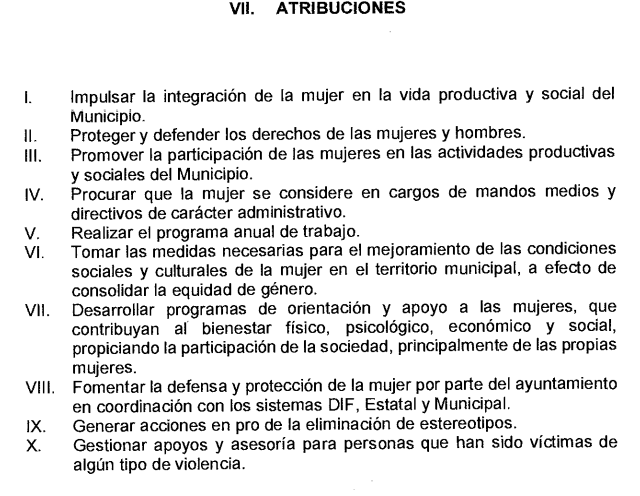 VII. ATRIBUCIONES
I. Impulsar la integración de la mujer en la vida productiva y social del
Municipio.
II. Proteger y defender los derechos de las mujeres y hombres.
III. Promover la participación de las mujeres en las actividades productivas
y sociales del Municipio.
IV. Procurar que la mujer se considere en cargos de mandos medios y
directivos de carácter administrativo.
V. Realizar el programa anual de trabajo.
VI. Tomar las medidas necesarias para el mejoramiento de las condiciones
sociales y culturales de la mujer en el territorio municipal, a efecto de
consolidar la equidad de género.
VII. Desarrollar programas de orientación y apoyo a las mujeres, que
contribuyan al bienestar físico, psicológico, económico y social,
propiciando la participación de la sociedad, principalmente de las propias
mujeres.
VIII. Fomentar la defensa y protección de la mujer por parte del ayuntamiento
en coordinación con los sistemas DIF, Estatal y Municipal.
IX. Generar acciones en pro de la eliminación de estereotipos.
X. Gestionar apoyos y asesoría para personas que han sido víctimas de
algún tipo de violencia.